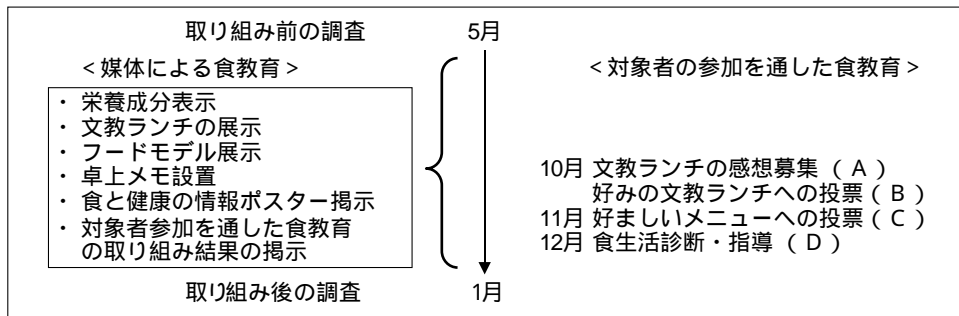 取り組み前の調査 5月
<媒体による食教育>
・ 栄養成分表示
・ 文教ランチの展示
・ フードモデル展示
・ 卓上メモ設置
・ 食と健康の情報ポスター掲示
・ 対象者参加を通した食教育
の取り組み結果の掲示
<対象者の参加を通した食教育>
10月 文教ランチの感想募集 (A)
好みの文教ランチへの投票(B)
11月 好ましいメニューへの投票(C)
12月 食生活診断・指導 (D)
取り組み後の調査 1月